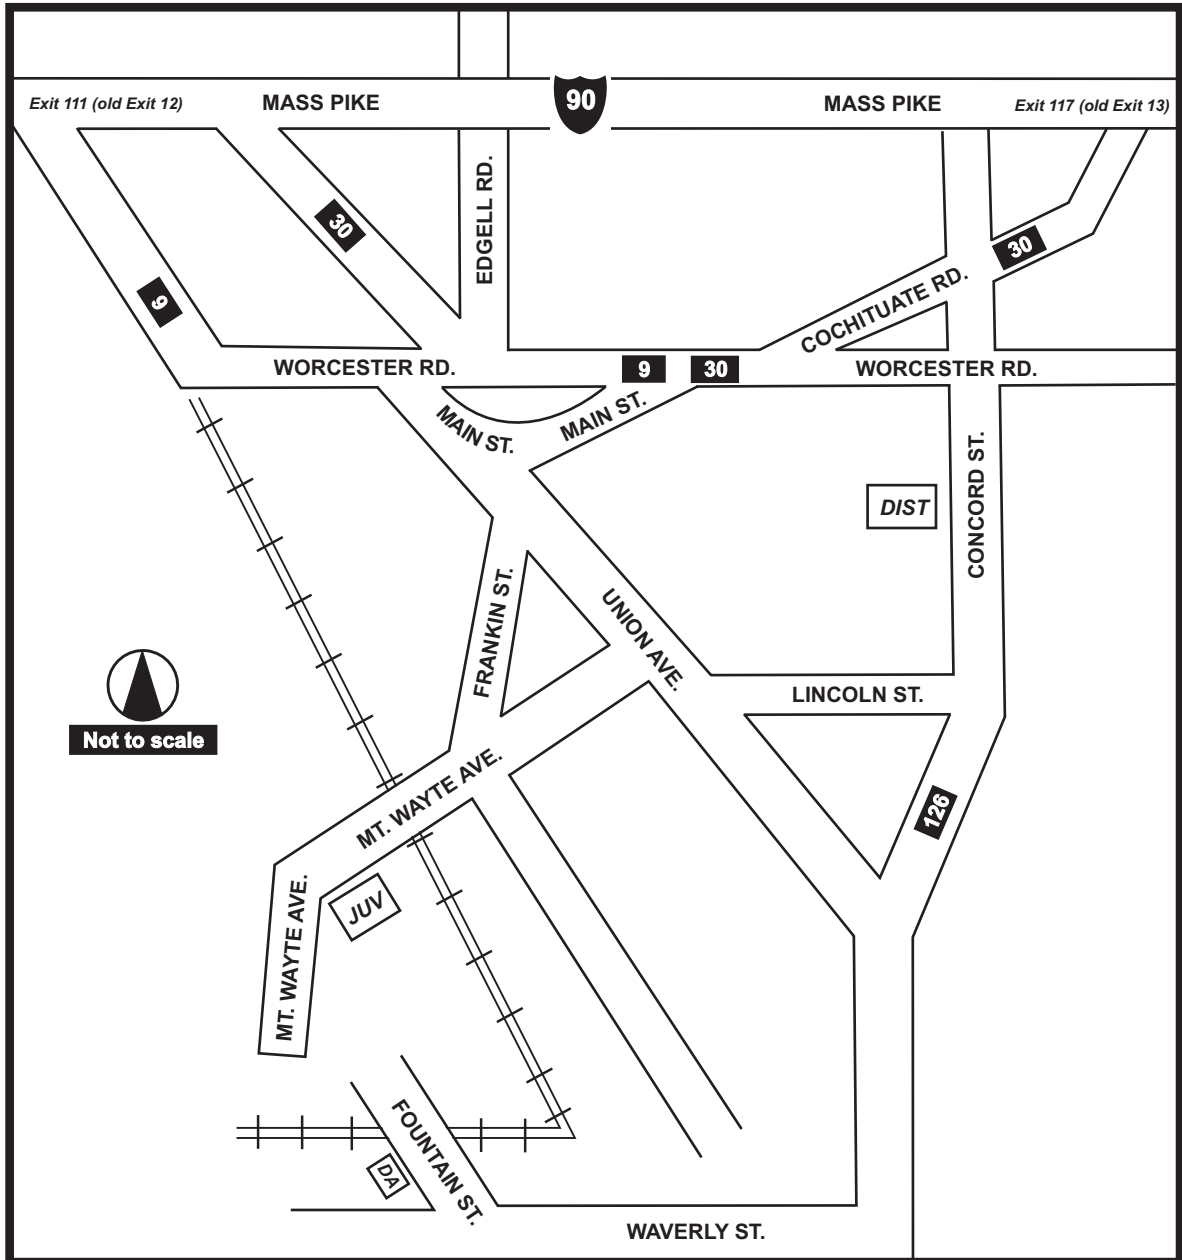 Exit 111 (old Exit 12)
MASS PIKE
90
MASS PIKE
Exit 117 (old Exit 13)
EDGELL RD.
30
30
9
COCHITUATE RD.
WORCESTER RD.
9
30
WORCESTER RD.
MAIN ST.
MAIN ST.
CONCORD ST.
DIST
FRANKIN ST.
UNION AVE.
LINCOLN ST.
Not to scale
MT. WAYTE AVE.
126
JUV
MT. WAYTE AVE.
FOUNTAIN ST.
DA
WAVERLY ST.